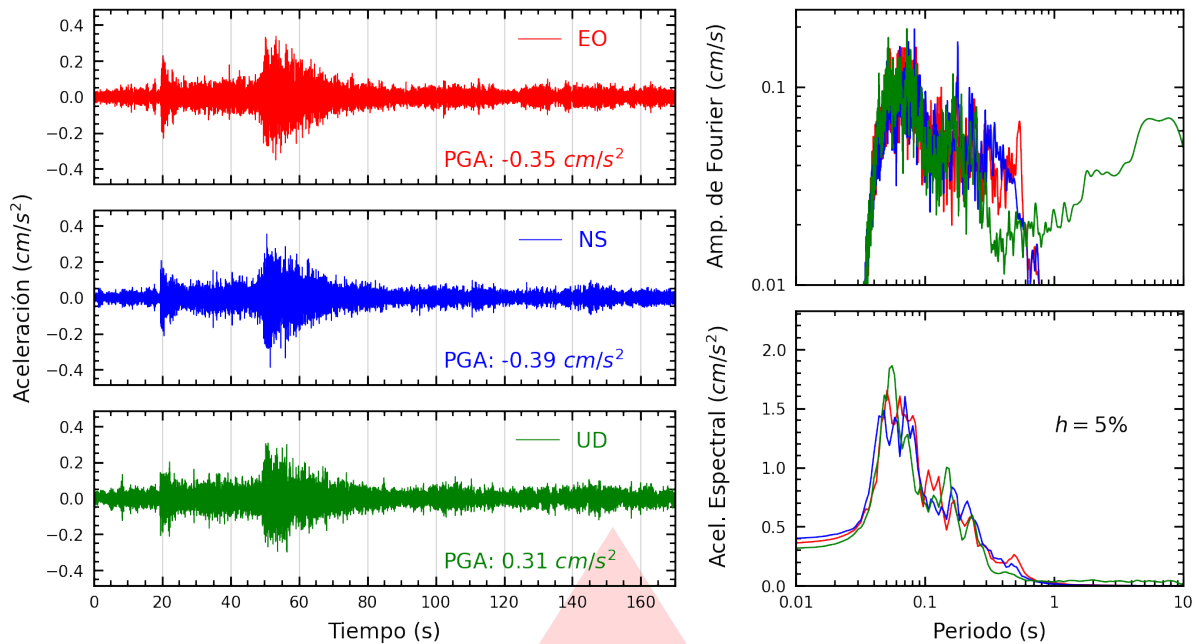 Aceleración (cm/s²)
0.4
0.2
0.0
−0.2
−0.4
EO
PGA: -0.35 cm/s²
0.4
0.2
0.0
−0.2
−0.4
NS
PGA: -0.39 cm/s²
0.4
0.2
0.0
−0.2
−0.4
UD
PGA: 0.31 cm/s²
0 20 40 60 80 100 120 140 160
Tiempo (s)
Amp. de Fourier (cm/s)
0.1
0.01
Acel. Espectral (cm/s²)
2.0
1.5
1.0
0.5
0.0
h = 5%
0.01 0.1 1 10
Periodo (s)